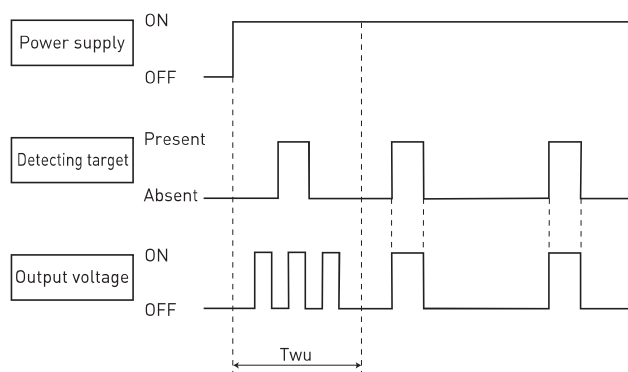 ON
Power supply
OFF
Present
Detecting target
Absent
ON
Output voltage
OFF
Twu